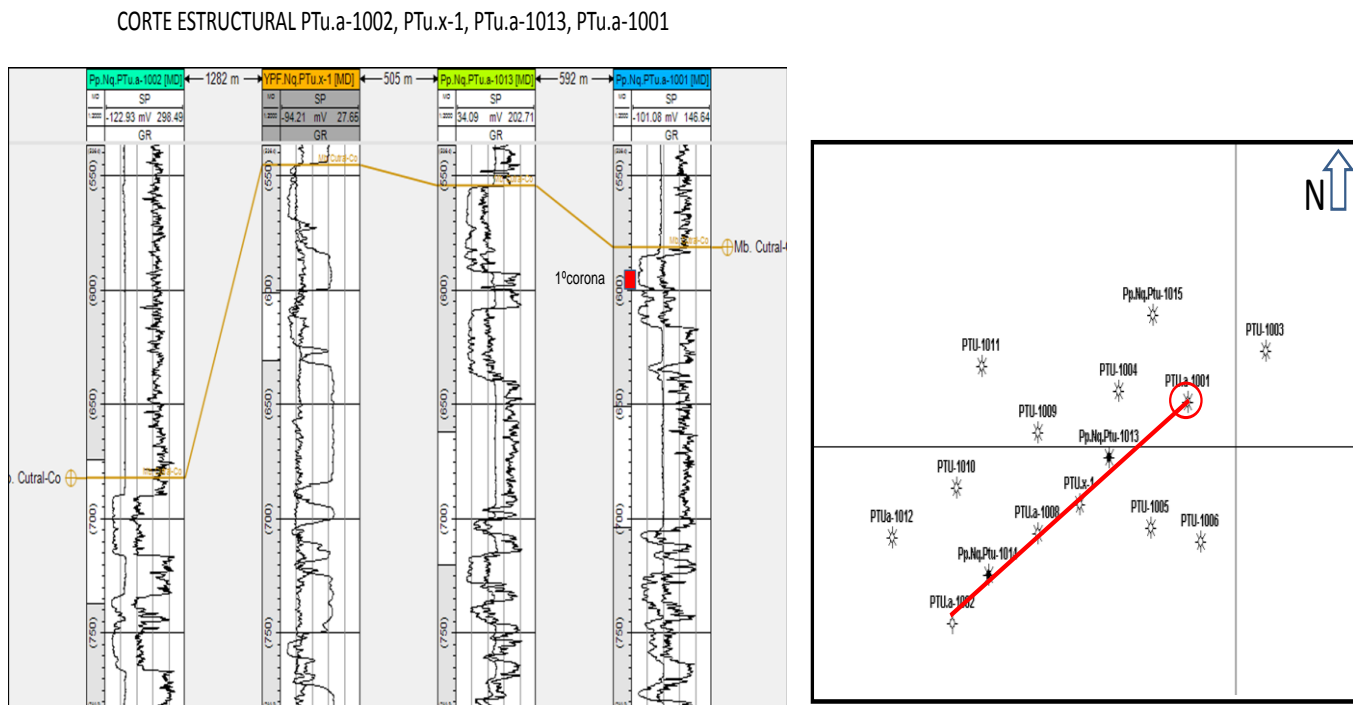 CORTE ESTRUCTURAL PTu.a-1002, PTu.x-1, PTu.a-1013, PTu.a-1001
Pp.Nq.PTu.a-1002 [MD]
1282 m
YPF.Nq.PTu.x-1 [MD]
505 m
Pp.Nq.PTu.a-1013 [MD]
592 m
Pp.Nq.PTu.a-1001 [MD]
SP
SP
SP
SP
-122.93 mV 298.49
-94.21 mV 27.65
34.09 mV 202.71
-101.08 mV 146.64
GR
GR
GR
GR
(550)
(550)
(550)
(550)
Mb. Cutral-
1ºcorona
(600)
(600)
(600)
(600)
(650)
(650)
(650)
(650)
Cutral-Co
(700)
(700)
(700)
(700)
(750)
(750)
(750)
(750)
N
Pp.Nq.Ptu-1015
PTU-1003
PTU-1011
PTU-1004
PTU.a-1001
PTU-1009
Pp.Nq.Ptu-1013
PTU-1010
PTU.x-1
PTUa-1012
PTU.a-1008
PTU-1005
PTU-1006
Pp.Nq.Ptu-1014
PTU.a-1002